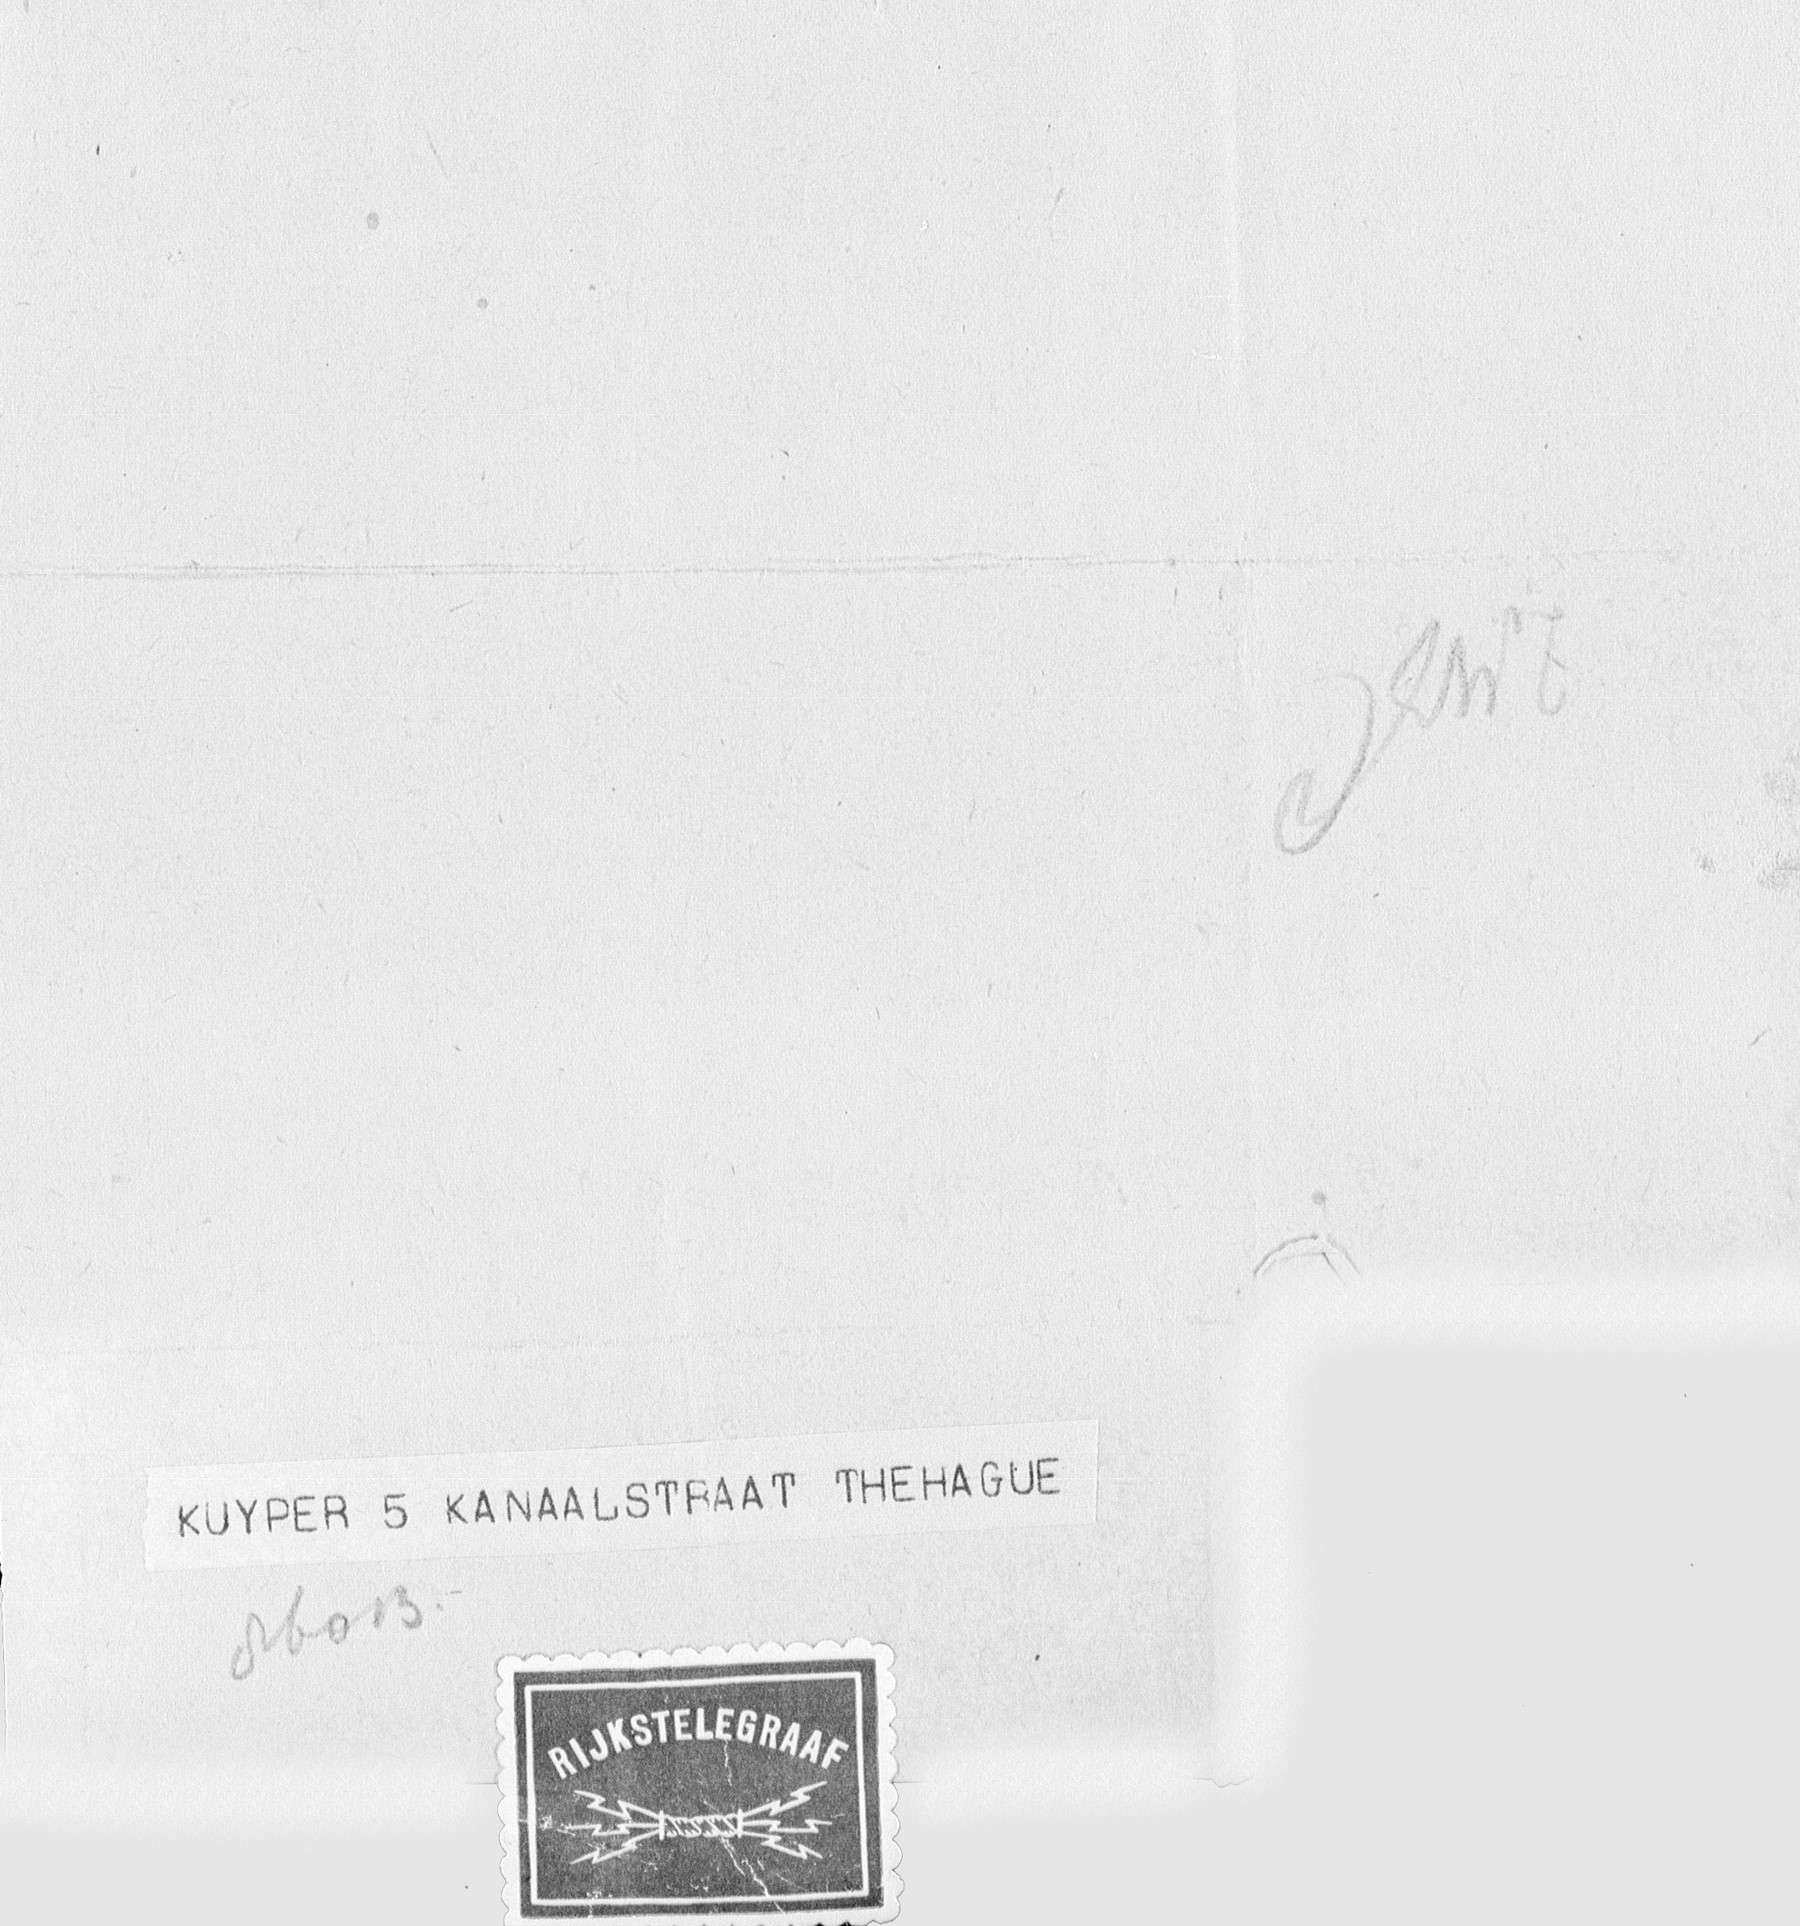 KUYPER 5 KANAALSTRAAT THEHAGUE
RIJKSTELEGRAAF